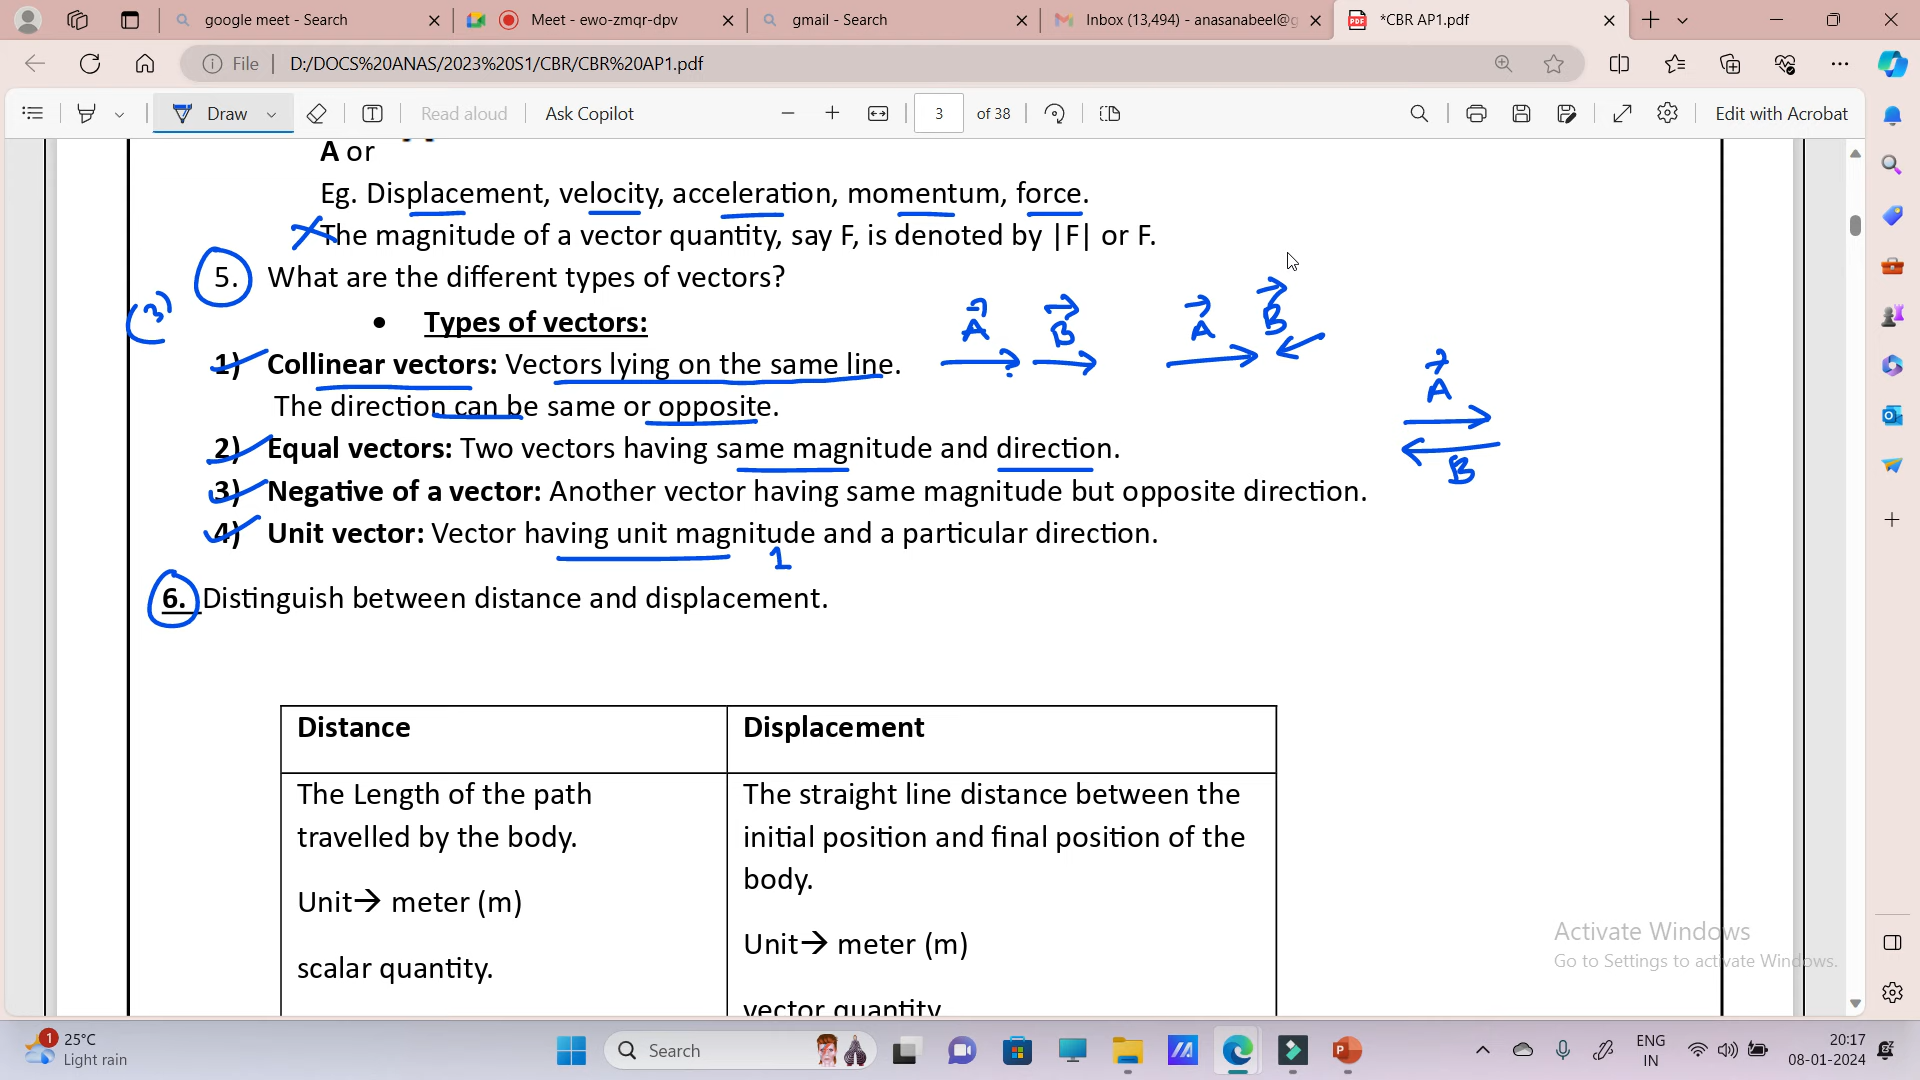 google meet - Search
Meet - ewo-zmqr-dpv
gmail - Search
Inbox (13,494) - anasanabeel@g
*CBR AP1.pdf
File
D:/DOCS%20ANAS/2023%20S1/CBR/CBR%20AP1.pdf
Draw
Read aloud
Ask Copilot
3 of 38
Edit with Acrobat
A or
Eg. Displacement, velocity, acceleration, momentum, force.
The magnitude of a vector quantity, say F, is denoted by |F| or F.
5. What are the different types of vectors?
(3)
• Types of vectors:
A B A B
1) Collinear vectors: Vectors lying on the same line.
The direction can be same or opposite.
A
2) Equal vectors: Two vectors having same magnitude and direction.
B
3) Negative of a vector: Another vector having same magnitude but opposite direction.
4) Unit vector: Vector having unit magnitude and a particular direction.
1
6. Distinguish between distance and displacement.
Distance
Displacement
The Length of the path
travelled by the body.
Unit→ meter (m)
scalar quantity.
The straight line distance between the
initial position and final position of the
body.
Unit→ meter (m)
vector quantity
Activate Windows
Go to Settings to activate Windows.
1
25°C
Light rain
Search
ENG
IN
20:17
08-01-2024